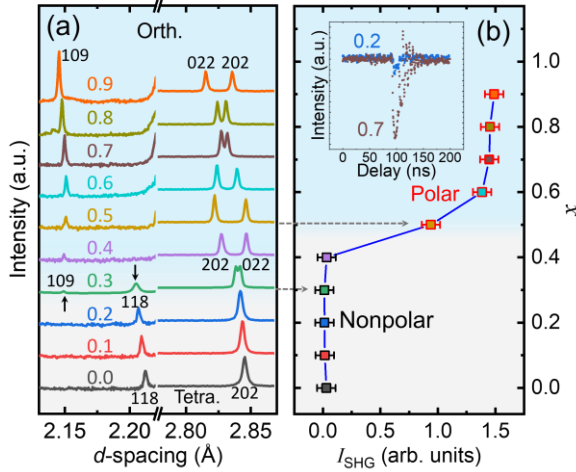 (a)
Orth.
109
022 202
0.9
0.8
0.7
0.6
0.5
0.4
0.3
0.2
0.1
0.0
202 022
109
118
118
Tetra.
202
Intensity (a.u.)
2.15 2.20 2.80 2.85
d-spacing (Å)
(b)
Intensity (a.u.)
0.2
0.7
0 50 100 150 200
Delay (ns)
Polar
Nonpolar
1.0
0.8
0.6
0.4
0.2
0.0
x
0.0 0.5 1.0 1.5
I_SHG (arb. units)